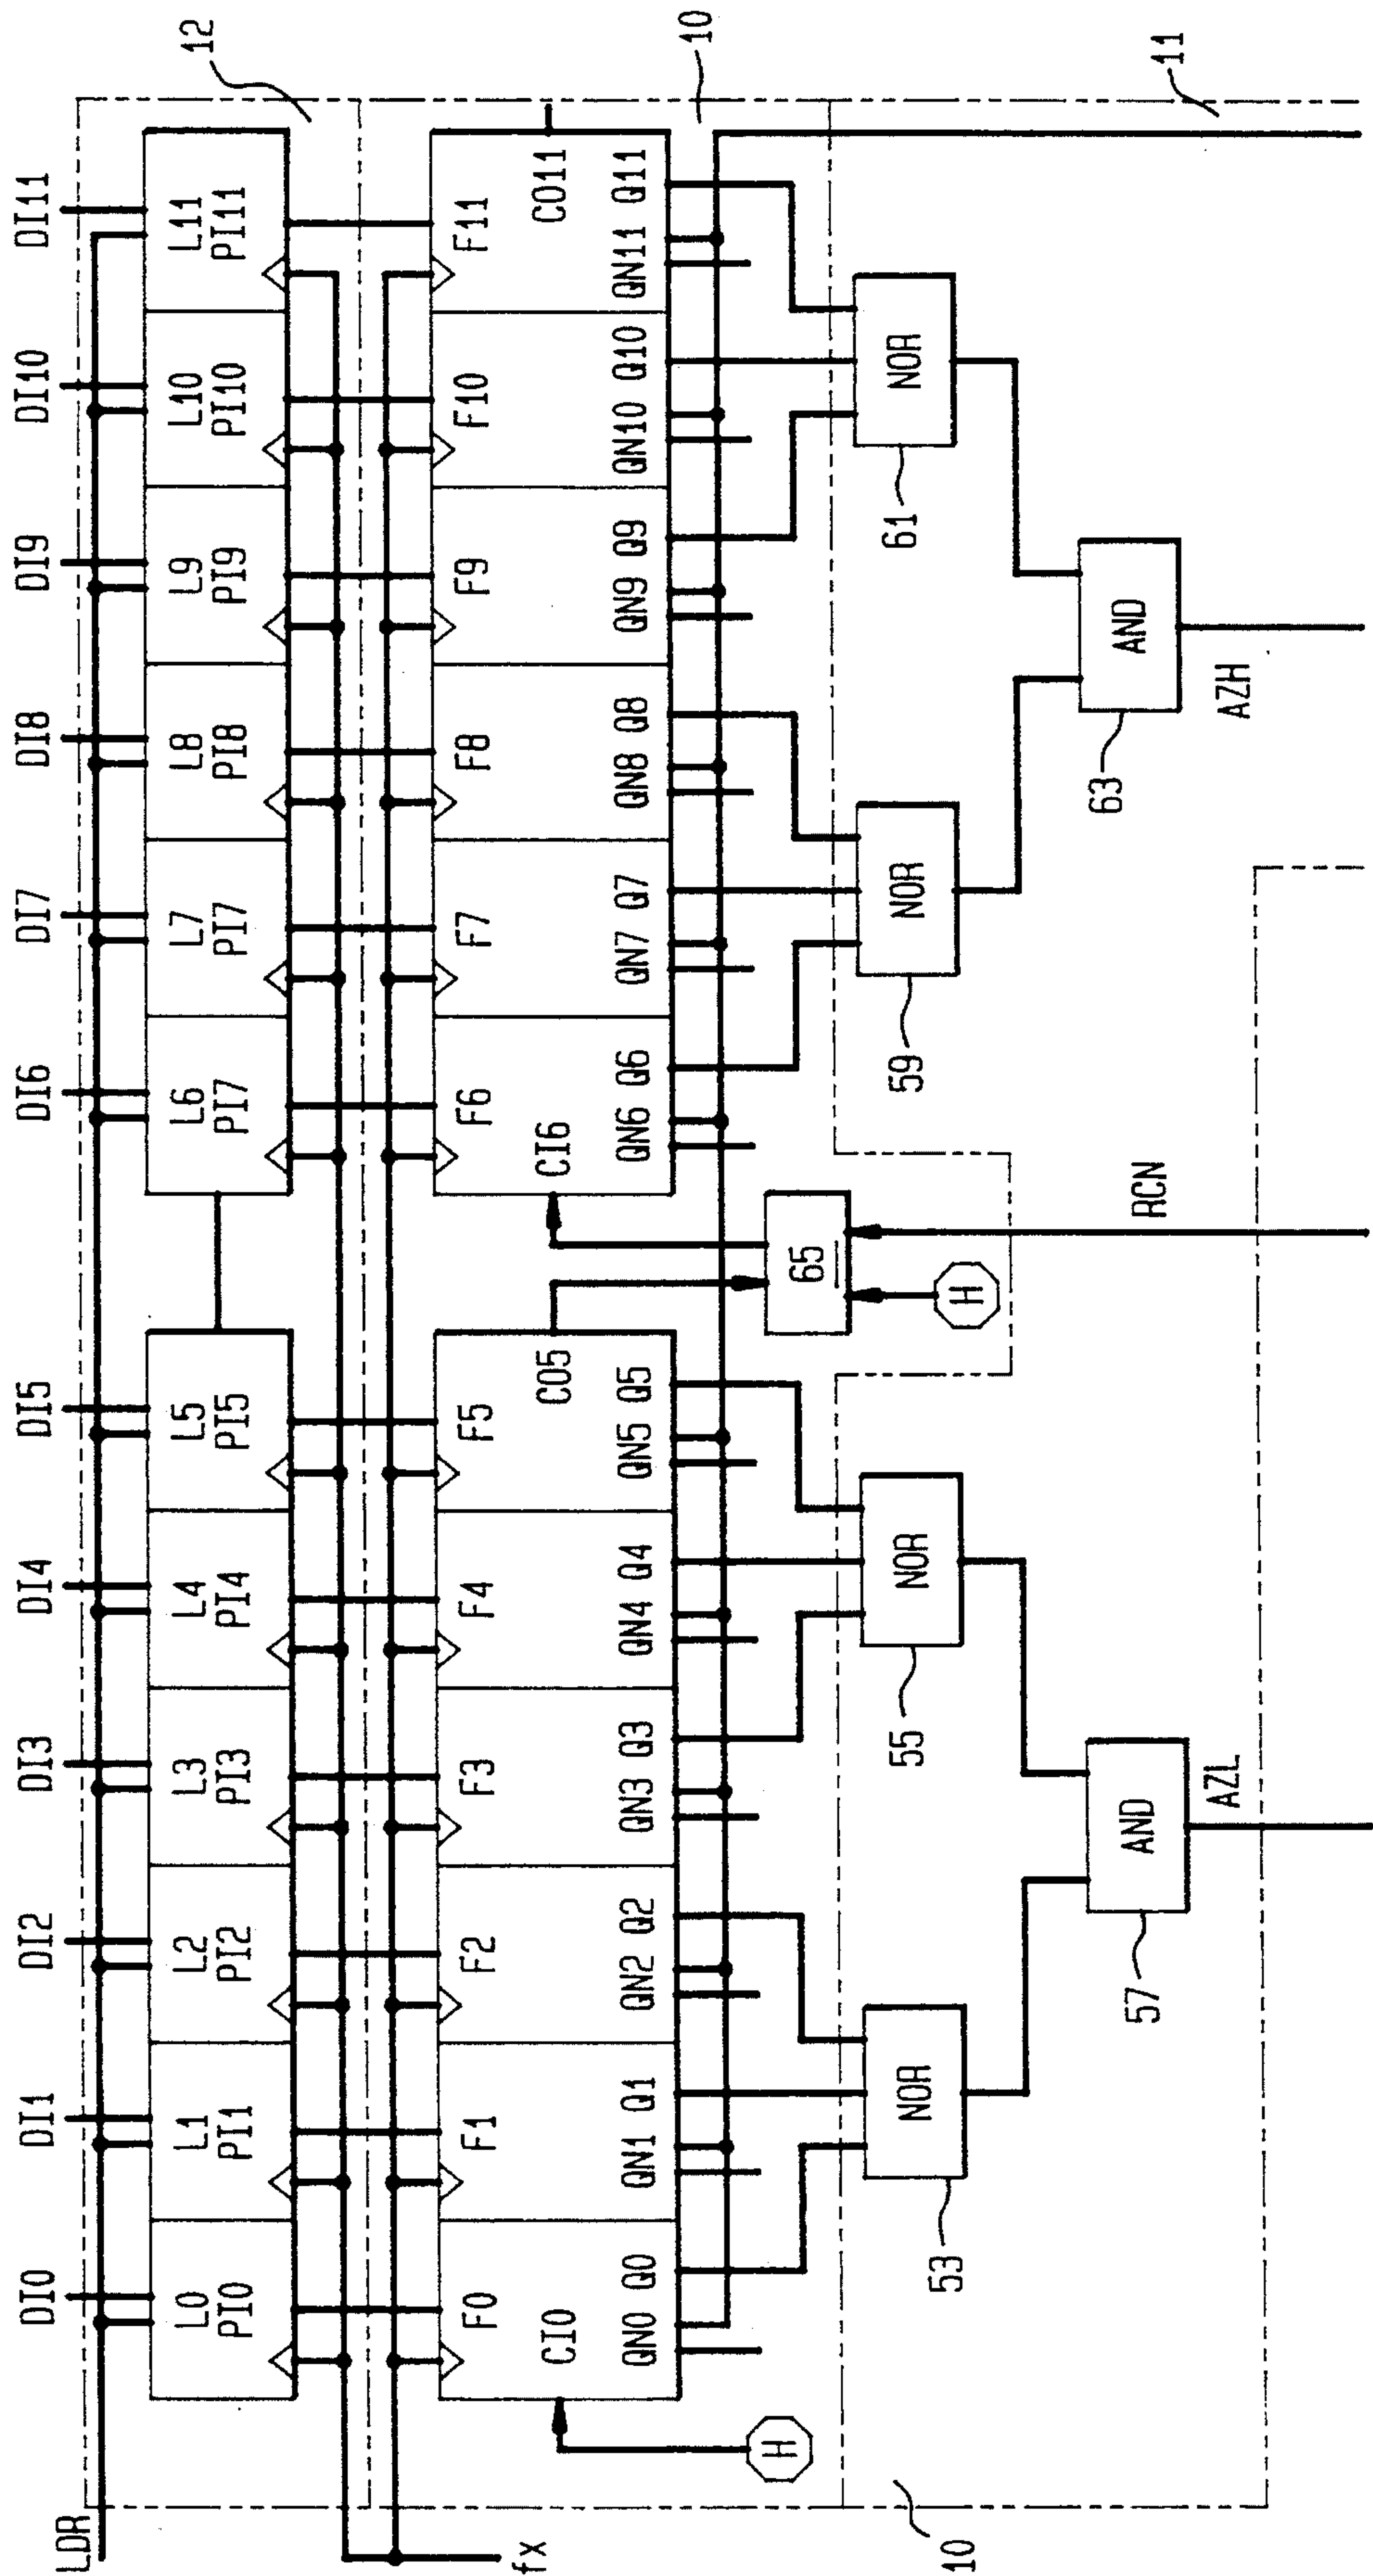 DI0 DI1 DI2 DI3 DI4 DI5 DI6 DI7 DI8 DI9 DI10 DI11
LDR
12
L0 L1 L2 L3 L4 L5 L6 L7 L8 L9 L10 L11
PI0 PI1 PI2 PI3 PI4 PI5 PI7 PI7 PI8 PI9 PI10 PI11
F0 F1 F2 F3 F4 F5 F6 F7 F8 F9 F10 F11
fx
CI0 CO5 CI6 CO11
QN0 Q0 QN1 Q1 QN2 Q2 QN3 Q3 QN4 Q4 QN5 Q5 QN6 Q6 QN7 Q7 QN8 Q8 QN9 Q9 QN10 Q10 QN11 Q11
10
H
65
NOR NOR NOR NOR
53 55 59 61
H
10
AND AND
57 63
AZL RCN AZH
11